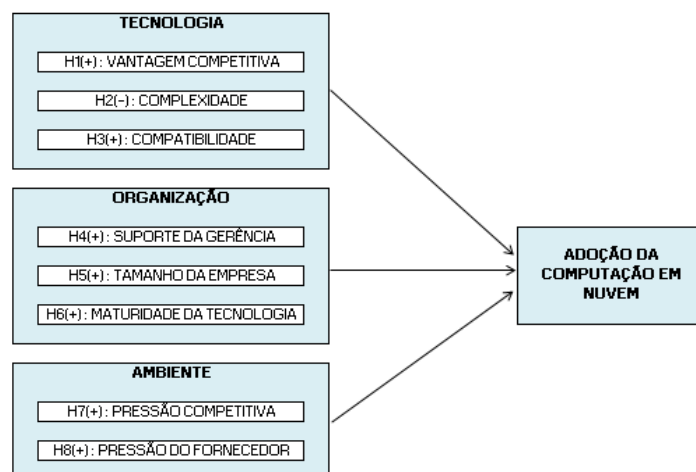 TECNOLOGIA
H1(+): VANTAGEM COMPETITIVA
H2(-): COMPLEXIDADE
H3(+): COMPATIBILIDADE
ORGANIZAÇÃO
H4(+): SUPORTE DA GERÊNCIA
H5(+): TAMANHO DA EMPRESA
H6(+): MATURIDADE DA TECNOLOGIA
AMBIENTE
H7(+): PRESSÃO COMPETITIVA
H8(+): PRESSÃO DO FORNECEDOR
ADOÇÃO DA
COMPUTAÇÃO EM
NUVEM